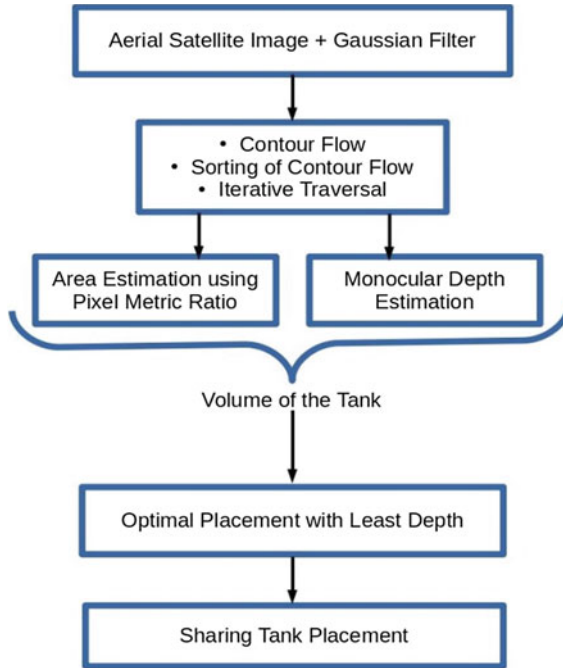 Aerial Satellite Image + Gaussian Filter
• Contour Flow
• Sorting of Contour Flow
• Iterative Traversal
Area Estimation using
Pixel Metric Ratio
Monocular Depth
Estimation
Volume of the Tank
Optimal Placement with Least Depth
Sharing Tank Placement